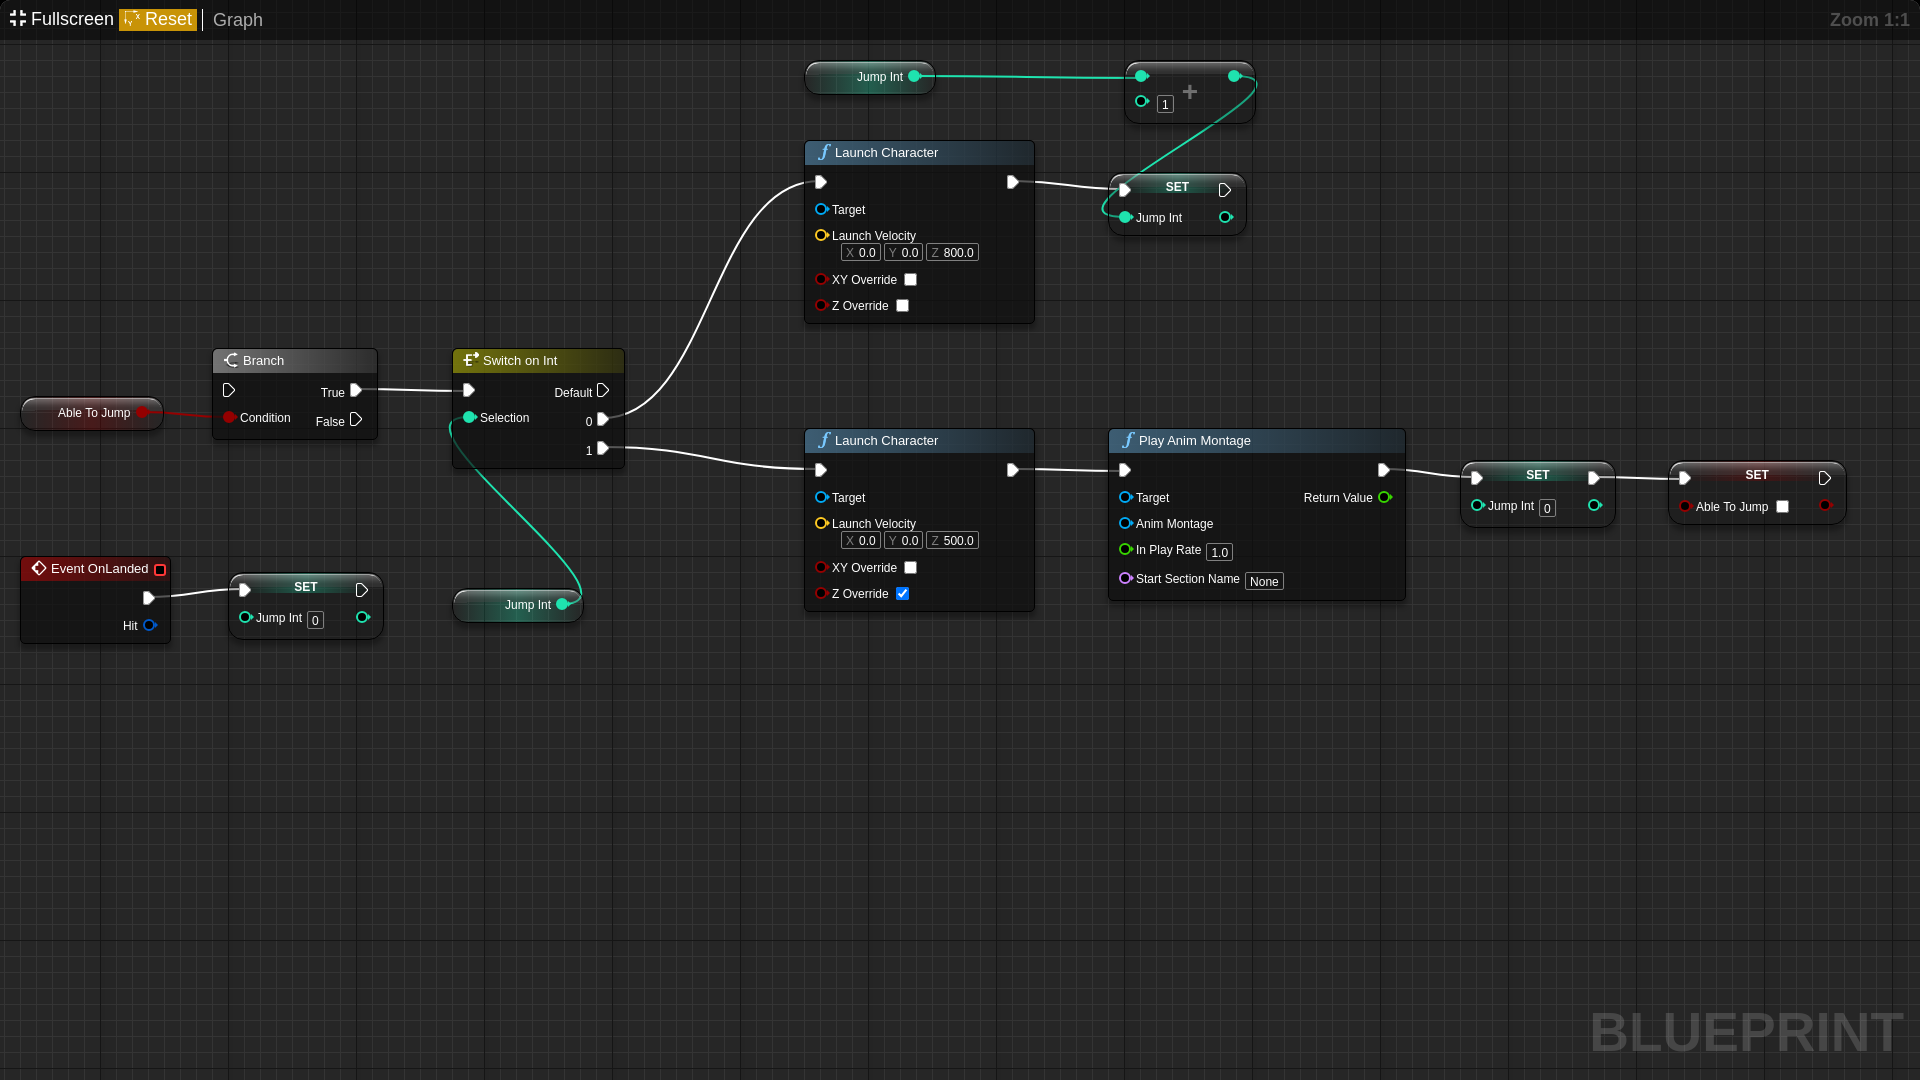 Fullscreen Reset Graph Zoom 1:1
Jump Int
1 +
Launch Character
Target
Launch Velocity
X 0.0 Y 0.0 Z 800.0
XY Override
Z Override
SET
Jump Int
Able To Jump
Branch
True
Condition
False
Switch on Int
Default
Selection
0
1
Launch Character
Target
Launch Velocity
X 0.0 Y 0.0 Z 500.0
XY Override
Z Override
Play Anim Montage
Target Return Value
Anim Montage
In Play Rate 1.0
Start Section Name None
SET
Jump Int 0
SET
Able To Jump
Event OnLanded
Hit
SET
Jump Int 0
Jump Int
BLUEPRINT